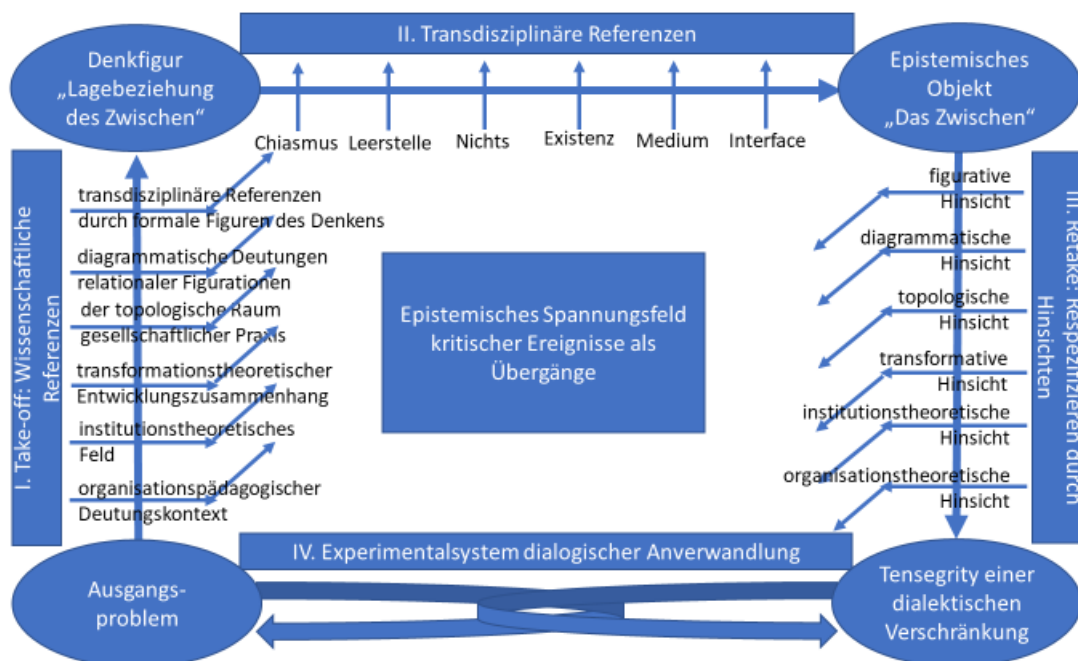 Denkfigur
„Lagebeziehung
des Zwischen“
II. Transdisziplinäre Referenzen
Epistemisches
Objekt
„Das Zwischen“
Chiasmus
Leerstelle
Nichts
Existenz
Medium
Interface
I. Take-off: Wissenschaftliche
Referenzen
transdisziplinäre Referenzen
durch formale Figuren des Denkens
diagrammatische Deutungen
relationaler Figurationen
der topologische Raum
gesellschaftlicher Praxis
transformationstheoretischer
Entwicklungszusammenhang
institutionstheoretisches
Feld
organisationspädagogischer
Deutungskontext
Epistemisches Spannungsfeld
kritischer Ereignisse als
Übergänge
figurative
Hinsicht
diagrammatische
Hinsicht
topologische
Hinsicht
transformative
Hinsicht
institutionstheoretische
Hinsicht
organisationstheoretische
Hinsicht
III. Retake: Respezifizieren durch
Hinsichten
Ausgangs-
problem
IV. Experimentalsystem dialogischer Anverwandlung
Tensegrity einer
dialektischen
Verschränkung